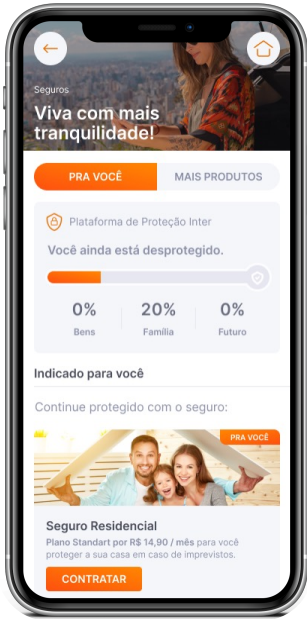 Seguros
Viva com mais
tranquilidade!
PRA VOCÊ
MAIS PRODUTOS
Plataforma de Proteção Inter
Você ainda está desprotegido.
0%
20%
0%
Bens
Família
Futuro
Indicado para você
Continue protegido com o seguro:
PRA VOCÊ
Seguro Residencial
Plano Standart por R$ 14,90 / mês para você
proteger a sua casa em caso de imprevistos.
CONTRATAR